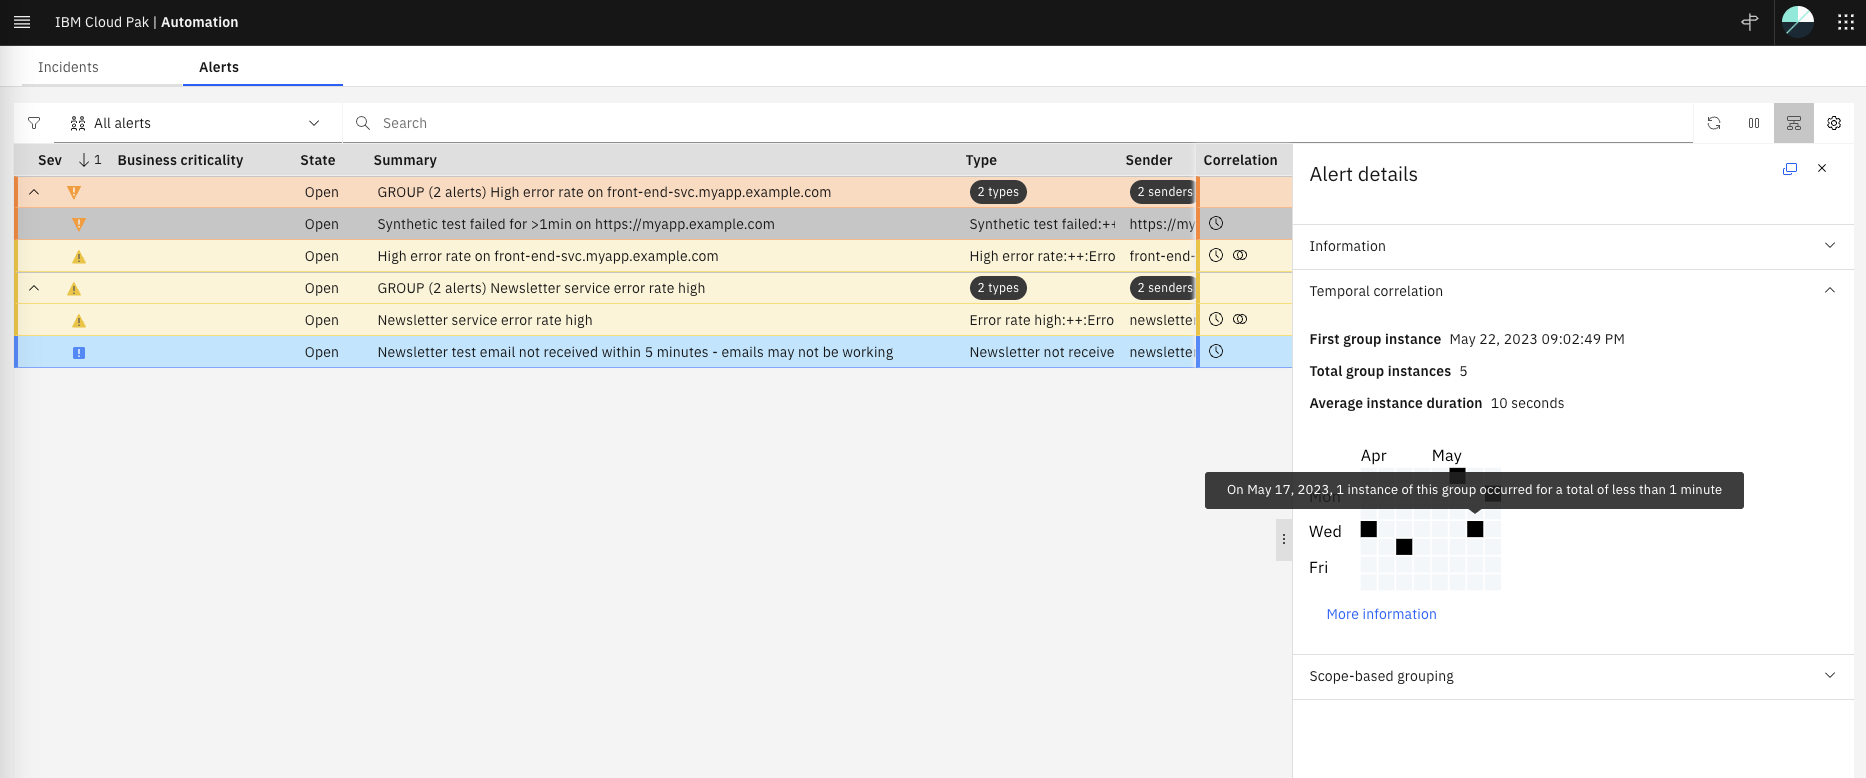 IBM Cloud Pak | Automation
Incidents
Alerts
All alerts
Search
Sev 1 Business criticality State Summary Type Sender Correlation
Open GROUP (2 alerts) High error rate on front-end-svc.myapp.example.com 2 types 2 senders
Open Synthetic test failed for >1min on https://myapp.example.com Synthetic test failed:++ https://my
Open High error rate on front-end-svc.myapp.example.com High error rate:++:Erro front-end-
Open GROUP (2 alerts) Newsletter service error rate high 2 types 2 senders
Open Newsletter service error rate high Error rate high:++:Erro newslette
Open Newsletter test email not received within 5 minutes - emails may not be working Newsletter not receive newslette
Alert details
Information
Temporal correlation
First group instance May 22, 2023 09:02:49 PM
Total group instances 5
Average instance duration 10 seconds
Apr May
On May 17, 2023, 1 instance of this group occurred for a total of less than 1 minute
Mon
Wed
Fri
More information
Scope-based grouping